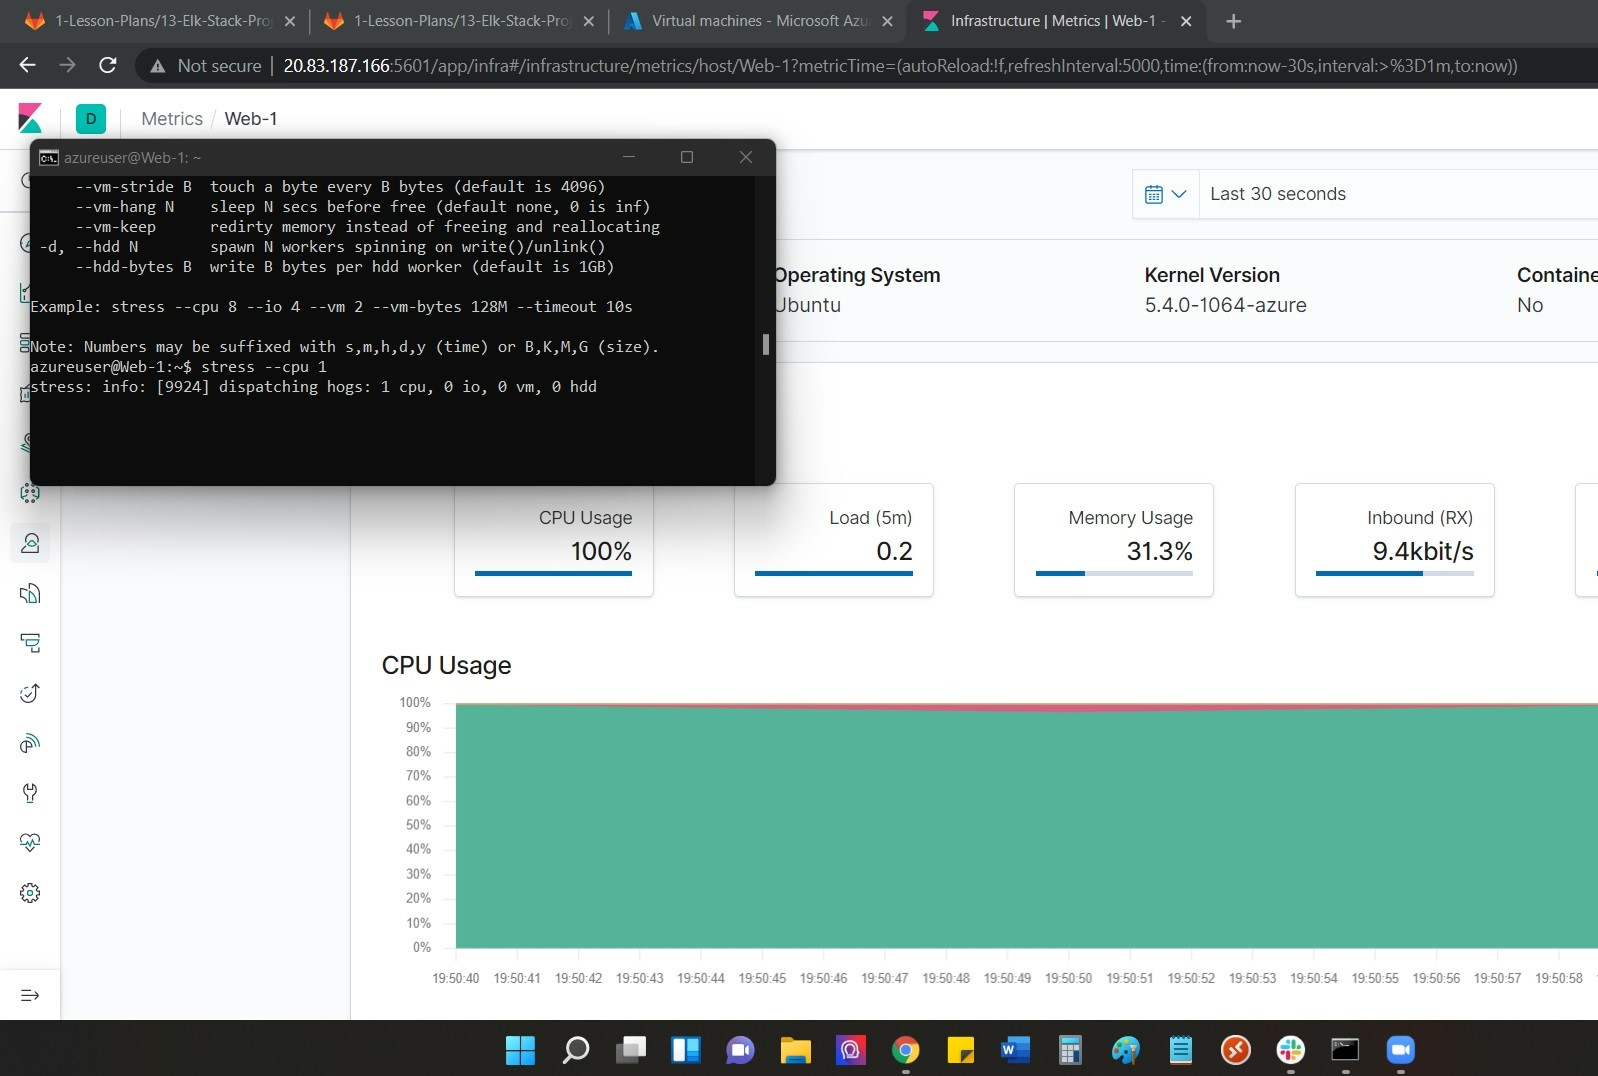 1-Lesson-Plans/13-Elk-Stack-Proj
1-Lesson-Plans/13-Elk-Stack-Proj
Virtual machines - Microsoft Azu
Infrastructure | Metrics | Web-1 -
Not secure | 20.83.187.166:5601/app/infra#/infrastructure/metrics/host/Web-1?metricTime=(autoReload:!f,refreshInterval:5000,time:(from:now-30s,interval:>%3D1m,to:now))
D
Metrics / Web-1
azureuser@Web-1: ~
--vm-stride B touch a byte every B bytes (default is 4096)
--vm-hang N sleep N secs before free (default none, 0 is inf)
--vm-keep redirty memory instead of freeing and reallocating
-d, --hdd N spawn N workers spinning on write()/unlink()
--hdd-bytes B write B bytes per hdd worker (default is 1GB)
Example: stress --cpu 8 --io 4 --vm 2 --vm-bytes 128M --timeout 10s
Note: Numbers may be suffixed with s,m,h,d,y (time) or B,K,M,G (size).
azureuser@Web-1:~$ stress --cpu 1
stress: info: [9924] dispatching hogs: 1 cpu, 0 io, 0 vm, 0 hdd
Last 30 seconds
Operating System
Ubuntu
Kernel Version
5.4.0-1064-azure
Containe
No
CPU Usage
100%
Load (5m)
0.2
Memory Usage
31.3%
Inbound (RX)
9.4kbit/s
CPU Usage
100%
90%
80%
70%
60%
50%
40%
30%
20%
10%
0%
19:50:40 19:50:41 19:50:42 19:50:43 19:50:44 19:50:45 19:50:46 19:50:47 19:50:48 19:50:49 19:50:50 19:50:51 19:50:52 19:50:53 19:50:54 19:50:55 19:50:56 19:50:57 19:50:58